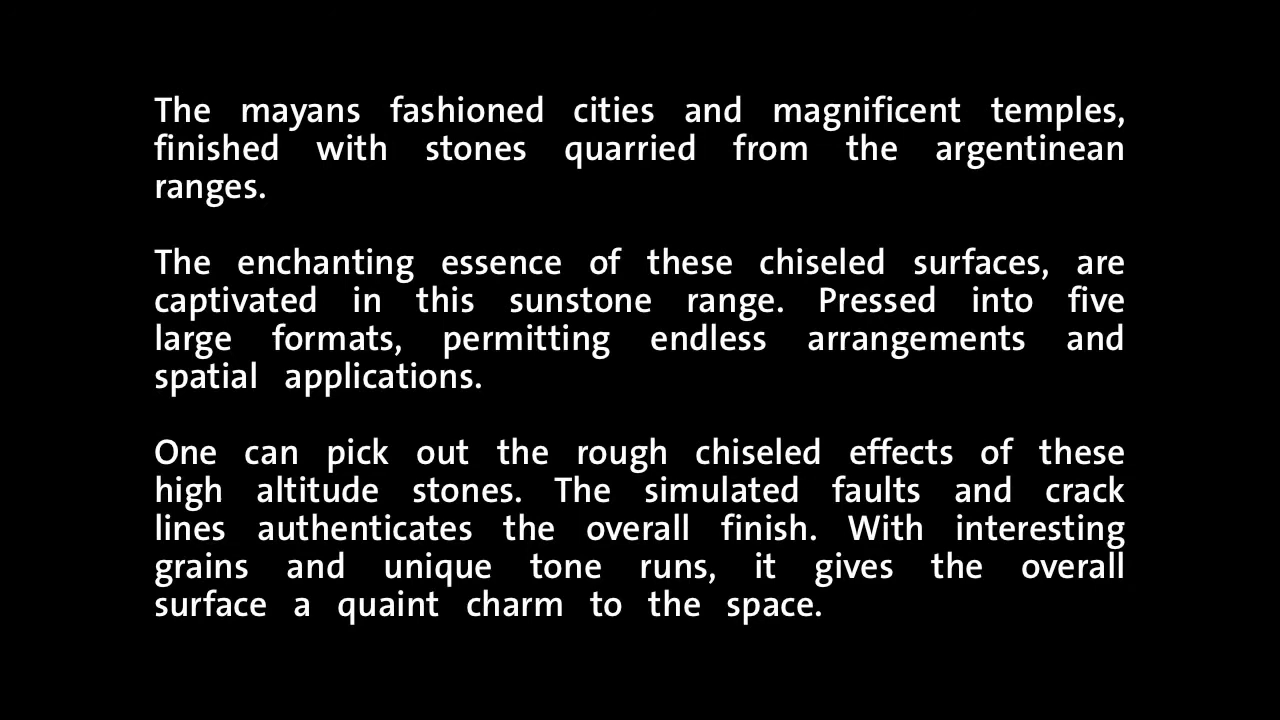 The mayans fashioned cities and magnificent temples,
finished with stones quarried from the argentinean
ranges.
The enchanting essence of these chiseled surfaces, are
captivated in this sunstone range. Pressed into five
large formats, permitting endless arrangements and
spatial applications.
One can pick out the rough chiseled effects of these
high altitude stones. The simulated faults and crack
lines authenticates the overall finish. With interesting
grains and unique tone runs, it gives the overall
surface a quaint charm to the space.